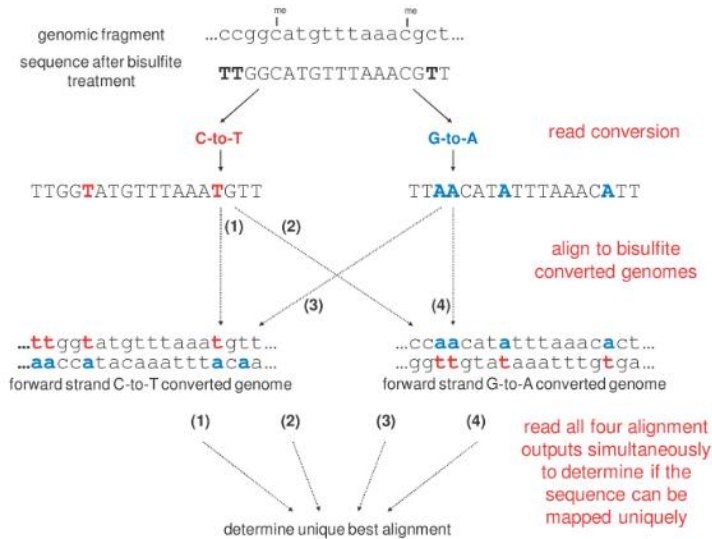 me me
genomic fragment ...ccggcatgtttaaacgct...
sequence after bisulfite
treatment
TTGGCATGTTTAAACGTT
C-to-T G-to-A read conversion
TTGGTATGTTTAAATGTT TTAACATATTTAAACATT
(1) (2)
align to bisulfite
converted genomes
(3) (4)
...ttggtatgtttaaatgtt... ...ccaacatatttaaacact...
...aaccatacaaatttacaa... ...ggttgtataaatttgtga...
forward strand C-to-T converted genome forward strand G-to-A converted genome
(1) (2) (3) (4)
read all four alignment
outputs simultaneously
to determine if the
sequence can be
mapped uniquely
determine unique best alignment